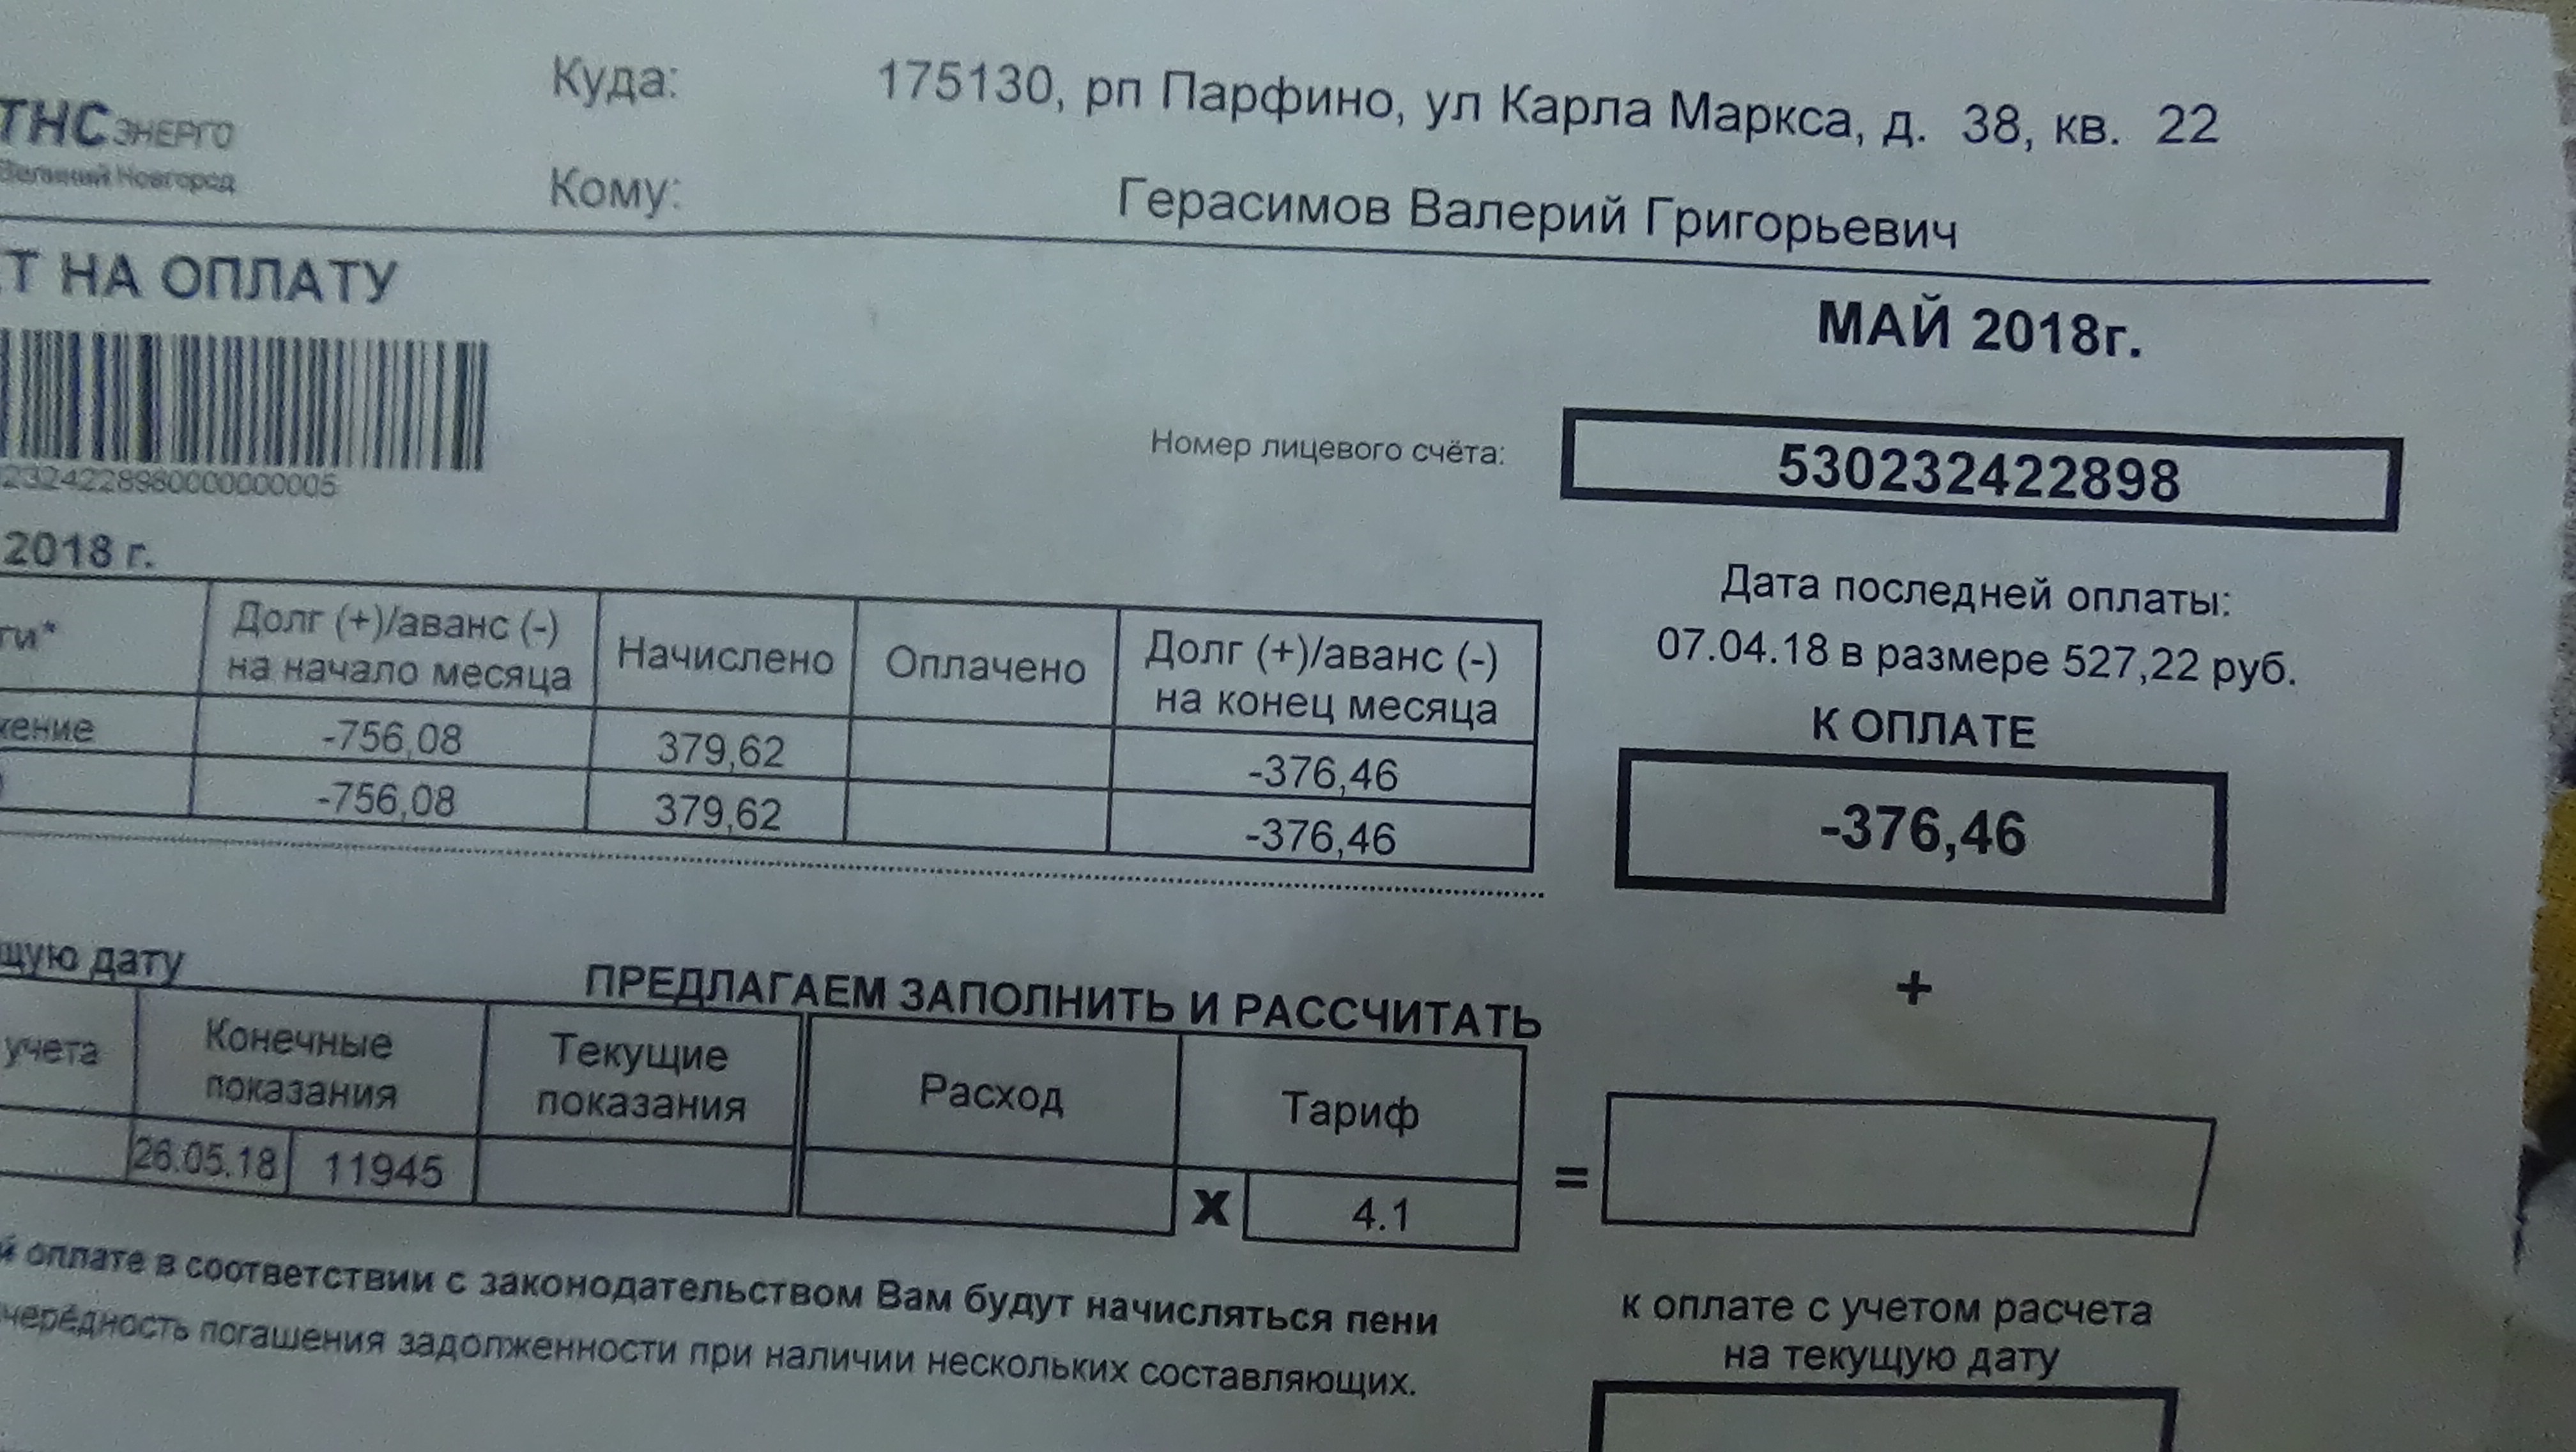 Куда: 175130, рп Парфино, ул Карла Маркса, д. 38, кв. 22
ТНС ЭНЕРГО
Великий Новгород
Кому: Герасимов Валерий Григорьевич
Т НА ОПЛАТУ
МАЙ 2018г.
Номер лицевого счёта: 530232422898
2324228980000000005
2018 г.
Дата последней оплаты:
07.04.18 в размере 527,22 руб.
ги* Долг (+)/аванс (-) на начало месяца Начислено Оплачено Долг (+)/аванс (-) на конец месяца
жение -756,08 379,62 -376,46
) -756,08 379,62 -376,46
К ОПЛАТЕ
-376,46
+
щую дату
ПРЕДЛАГАЕМ ЗАПОЛНИТЬ И РАССЧИТАТЬ
учета Конечные показания Текущие показания Расход Тариф
26.05.18 11945 X 4.1 =
й оплате в соответствии с законодательством Вам будут начисляться пени
черёдность погашения задолженности при наличии нескольких составляющих.
к оплате с учетом расчета
на текущую дату